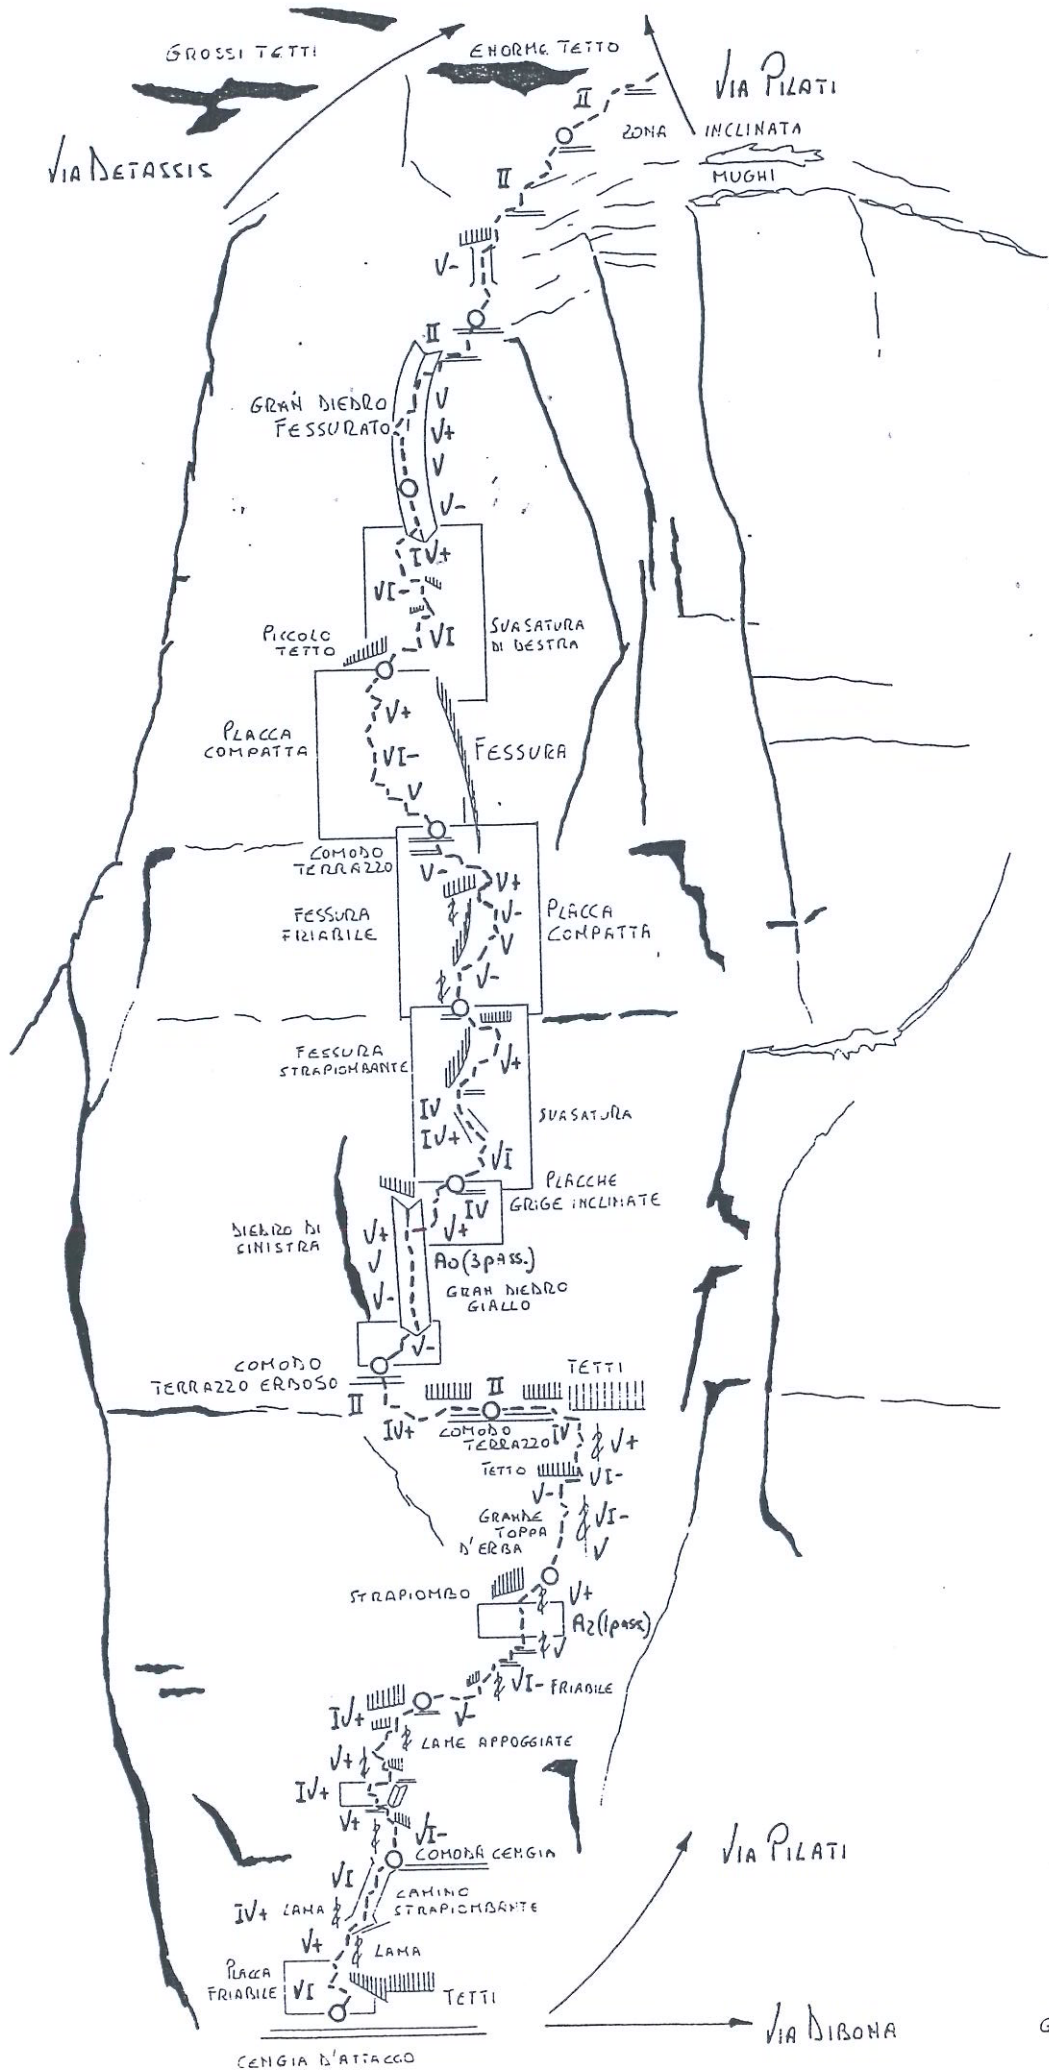 GROSSI TETTI
ENORME TETTO
VIA PILATI
II
ZONA INCLINATA
VIA DETASSIS
II
MUGHI
V-
II
GRAN DIEDRO
FESSURATO
V
V+
V
V-
IV+
VI-
PICCOLO
TETTO
VI
SVASATURA
DI DESTRA
V+
PLACCA
COMPATTA
VI-
FESSURA
V
COMODO
TERRAZZO
V-
V+
FESSURA
FRIABILE
V-
V
PLACCA
COMPATTA
V-
FESSURA
STRAPIOMBANTE
V+
IV
IV+
SVASATURA
VI
PLACCHE
GRIGE INCLINATE
IV
DIEDRO DI
SINISTRA
V+
V
V-
V+
A0 (3 PASS.)
GRAN DIEDRO
GIALLO
V-
COMODO
TERRAZZO ERBOSO
TETTI
II
II
IV+
COMODO
TERRAZZO
IV
V+
TETTO
VI-
V-
GRANDE
TOPPA
D'ERBA
VI-
V
STRAPIOMBO
V+
A2 (1 pass.)
V
VI- FRIABILE
IV+
V-
LAME APPOGGIATE
V+
IV+
V+
VI-
COMODA CENGIA
VI
VIA PILATI
IV+ LAMA
CAMINO
STRAPIOMBANTE
V+
LAMA
PLACCA
FRIABILE
VI
TETTI
VIA DIBONA
G
CENGIA D'ATTACCO